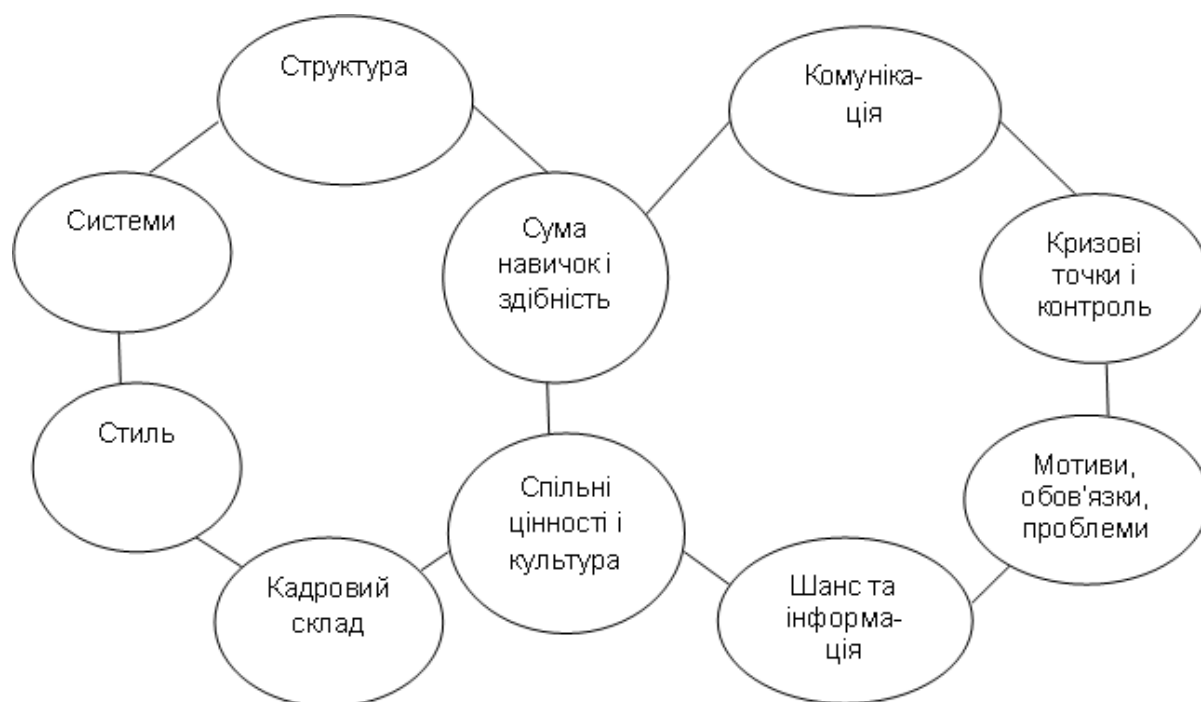 Структура
Комуніка-
ція
Системи
Сума
навичок і
здібність
Кризові
точки і
контроль
Стиль
Спільні
цінності і
культура
Мотиви,
обов'язки,
проблеми
Кадровий
склад
Шанс та
інформа-
ція